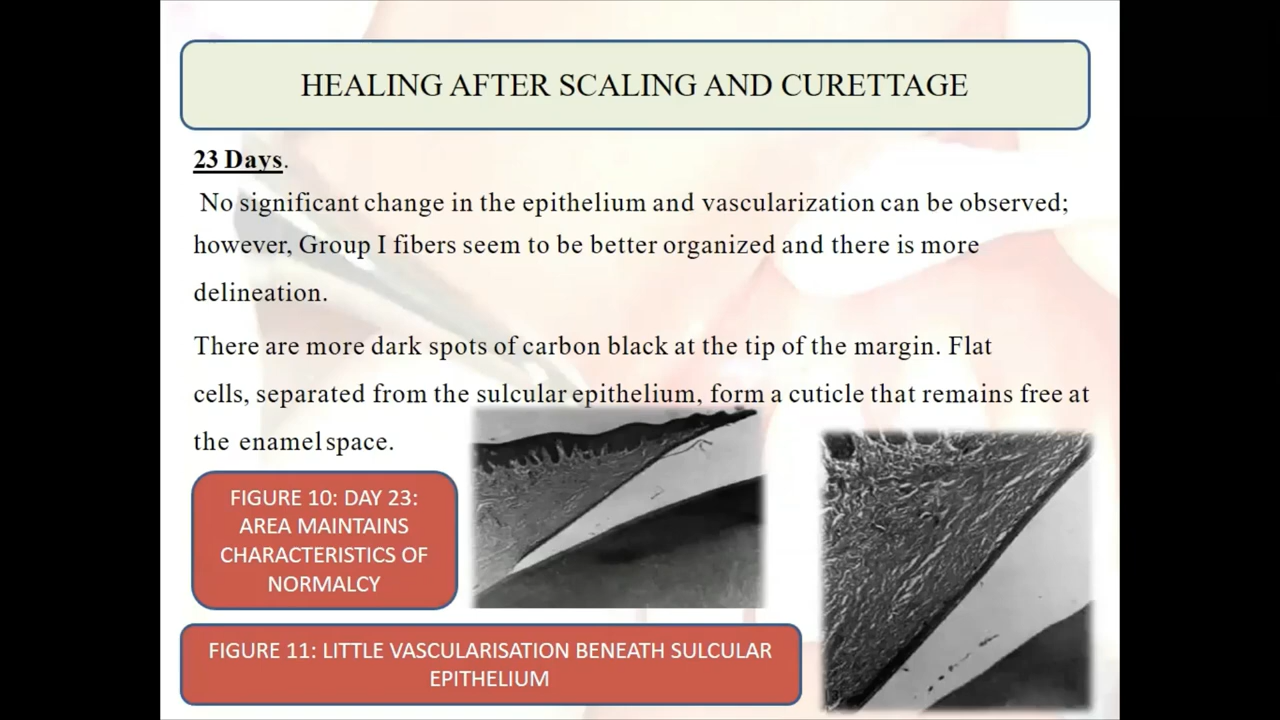 HEALING AFTER SCALING AND CURETTAGE
23 Days.
No significant change in the epithelium and vascularization can be observed;
however, Group I fibers seem to be better organized and there is more
delineation.
There are more dark spots of carbon black at the tip of the margin. Flat
cells, separated from the sulcular epithelium, form a cuticle that remains free at
the enamel space.
FIGURE 10: DAY 23:
AREA MAINTAINS
CHARACTERISTICS OF
NORMALCY
FIGURE 11: LITTLE VASCULARISATION BENEATH SULCULAR
EPITHELIUM